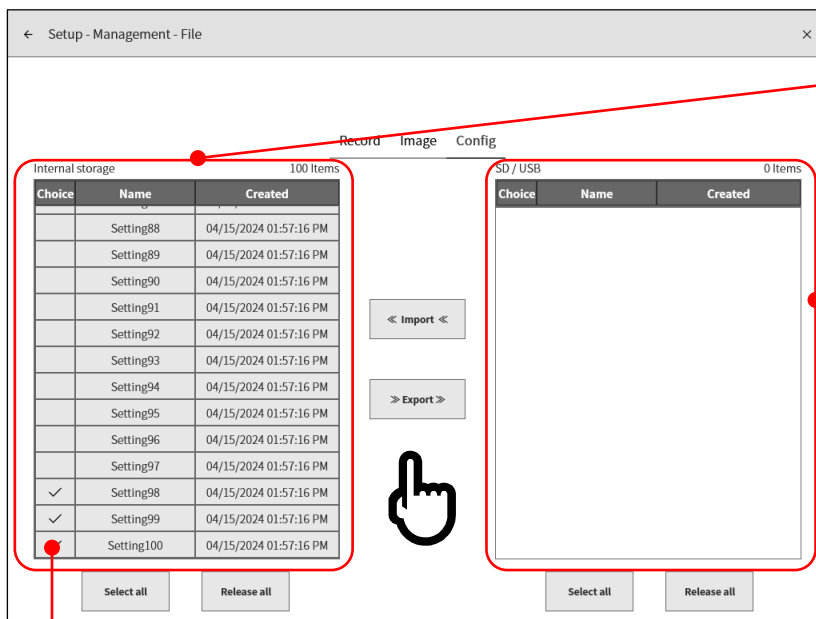 ← Setup - Management - File ×
Record Image Config
Internal storage 100 Items
Choice Name Created
Setting88 04/15/2024 01:57:16 PM
Setting89 04/15/2024 01:57:16 PM
Setting90 04/15/2024 01:57:16 PM
Setting91 04/15/2024 01:57:16 PM
Setting92 04/15/2024 01:57:16 PM
Setting93 04/15/2024 01:57:16 PM
Setting94 04/15/2024 01:57:16 PM
Setting95 04/15/2024 01:57:16 PM
Setting96 04/15/2024 01:57:16 PM
Setting97 04/15/2024 01:57:16 PM
✓ Setting98 04/15/2024 01:57:16 PM
✓ Setting99 04/15/2024 01:57:16 PM
Setting100 04/15/2024 01:57:16 PM
Select all Release all
≪ Import ≪
≫ Export ≫
SD / USB 0 Items
Choice Name Created
Select all Release all